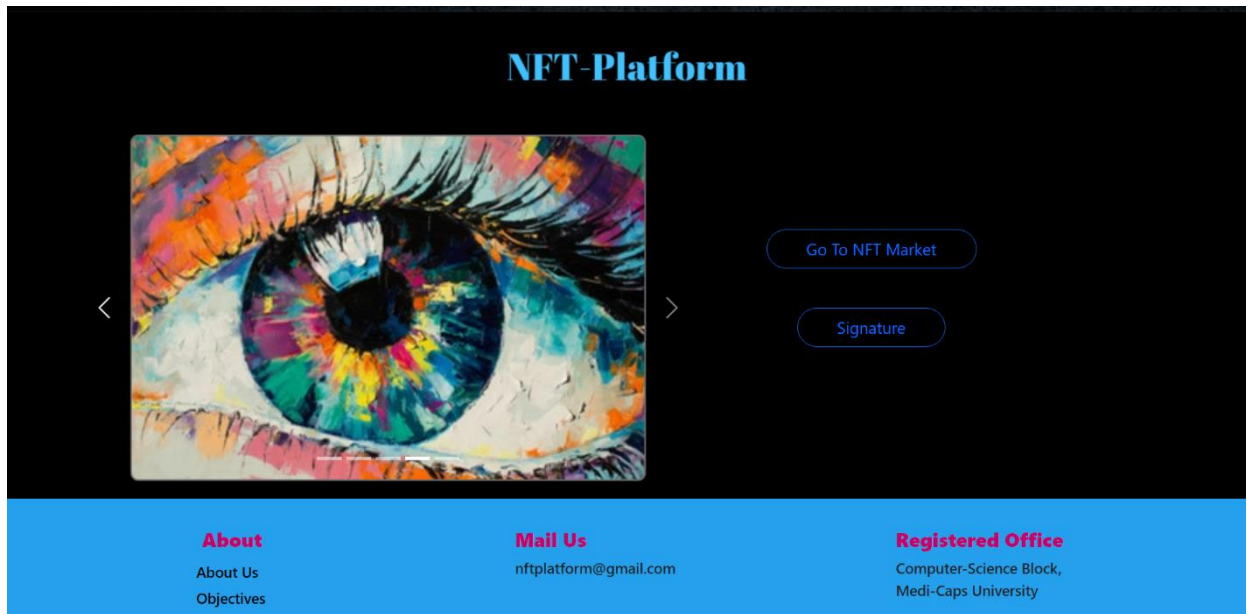 NFT-Platform
Go To NFT Market
Signature
About
About Us
Objectives
Mail Us
nftplatform@gmail.com
Registered Office
Computer-Science Block,
Medi-Caps University